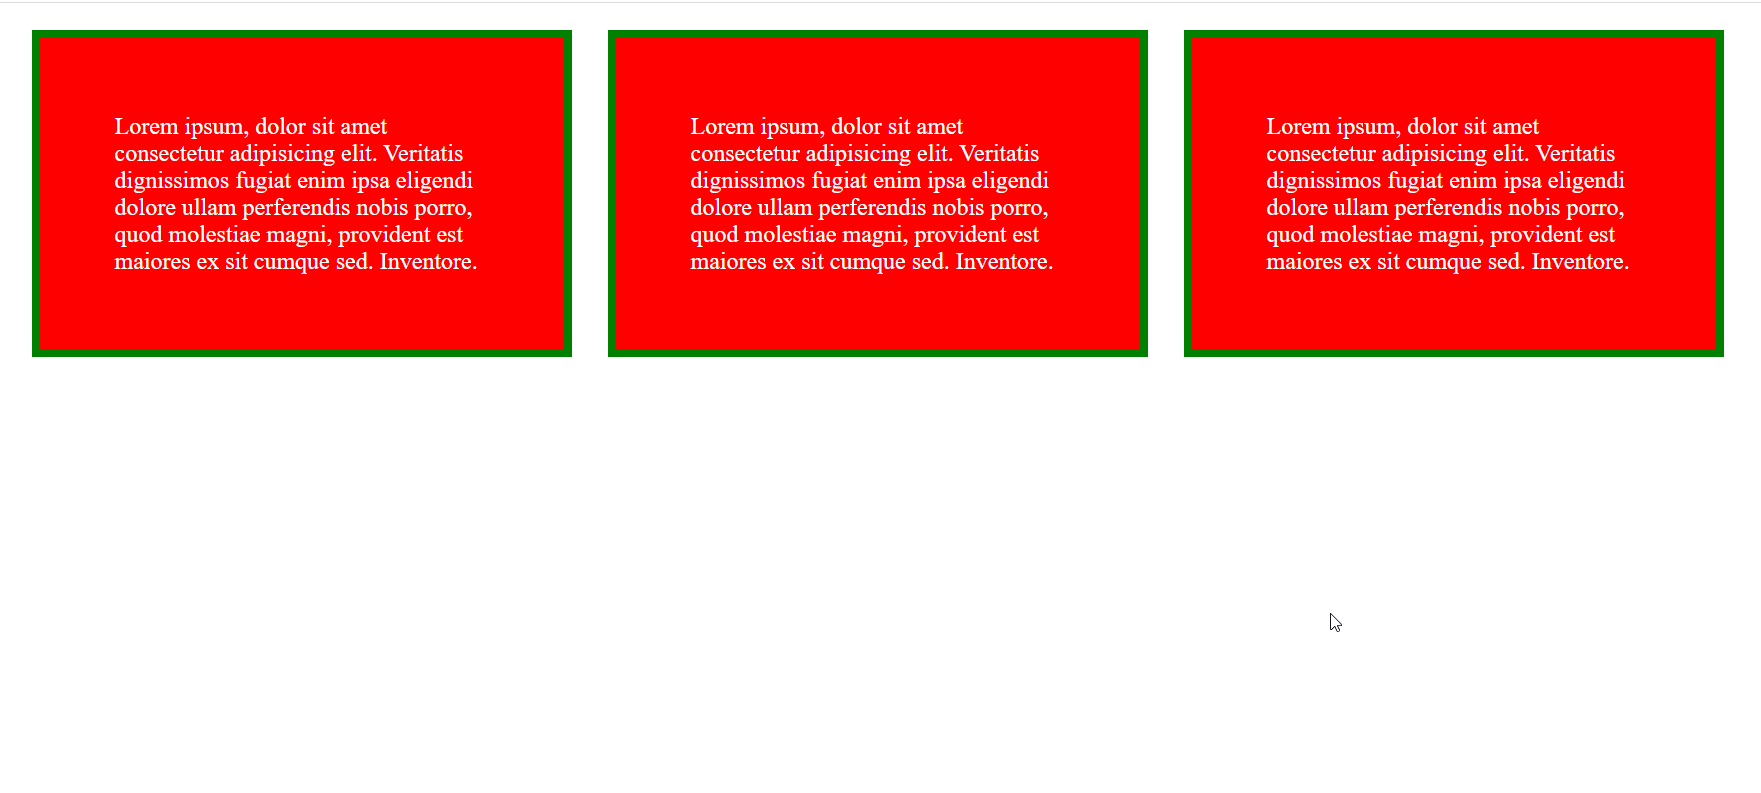 Lorem ipsum, dolor sit amet
consectetur adipisicing elit. Veritatis
dignissimos fugiat enim ipsa eligendi
dolore ullam perferendis nobis porro,
quod molestiae magni, provident est
maiores ex sit cumque sed. Inventore.
Lorem ipsum, dolor sit amet
consectetur adipisicing elit. Veritatis
dignissimos fugiat enim ipsa eligendi
dolore ullam perferendis nobis porro,
quod molestiae magni, provident est
maiores ex sit cumque sed. Inventore.
Lorem ipsum, dolor sit amet
consectetur adipisicing elit. Veritatis
dignissimos fugiat enim ipsa eligendi
dolore ullam perferendis nobis porro,
quod molestiae magni, provident est
maiores ex sit cumque sed. Inventore.